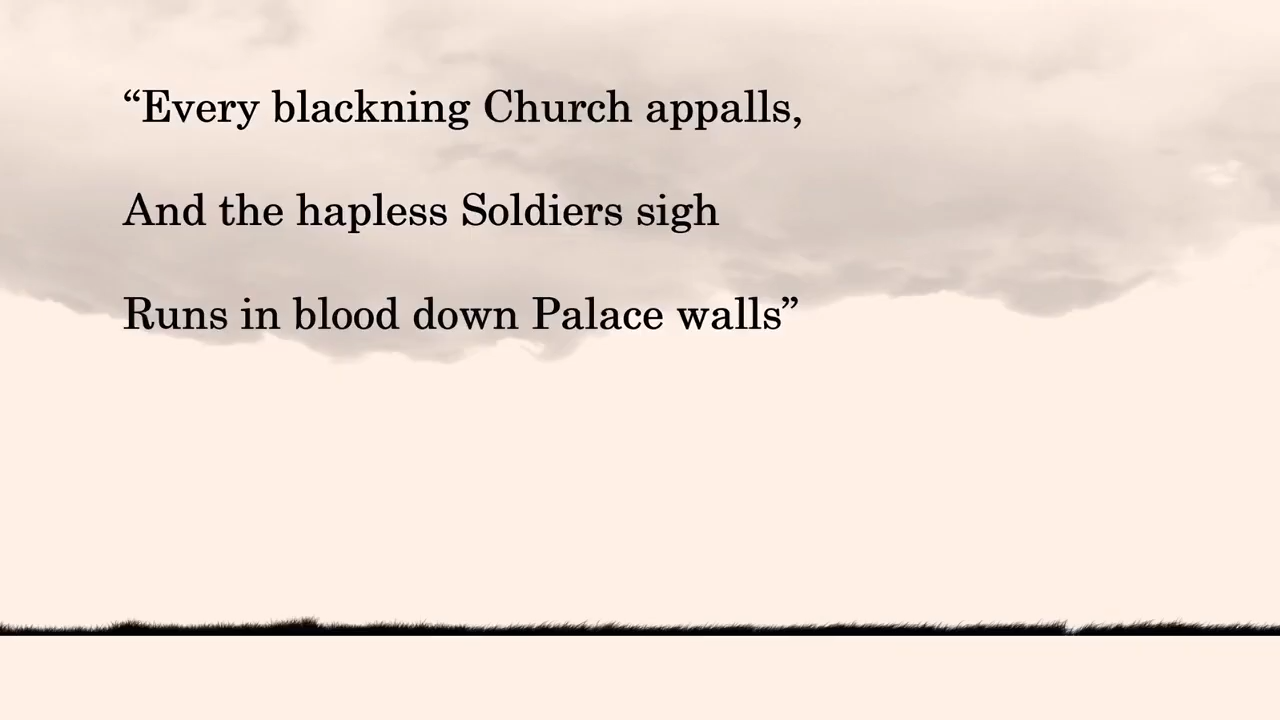 “Every blackning Church appalls,
And the hapless Soldiers sigh
Runs in blood down Palace walls”